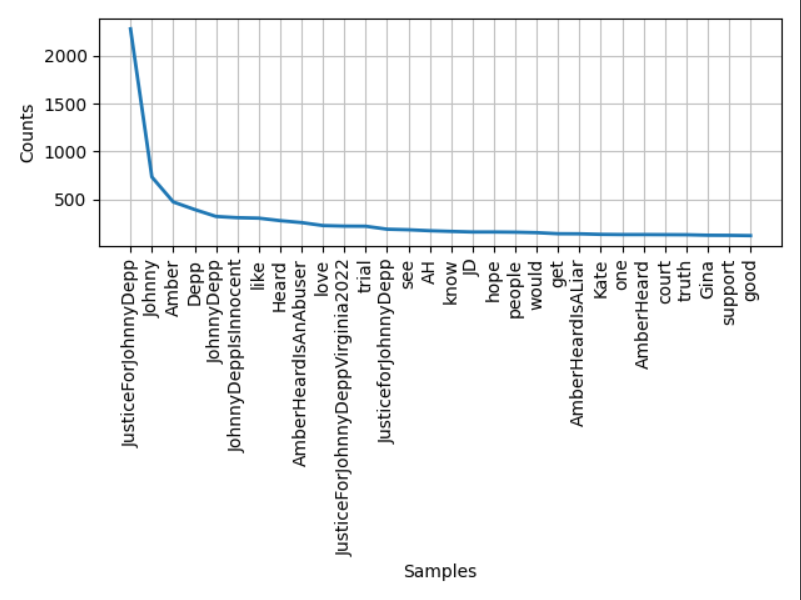 2000
1500
1000
500
Counts
JusticeForJohnnyDepp
Johnny
Amber
Depp
JohnnyDepp
JohnnyDeppIsInnocent
like
Heard
AmberHeardIsAnAbuser
love
JusticeForJohnnyDeppVirginia2022
trial
JusticeforJohnnyDepp
see
AH
know
JD
hope
people
would
get
AmberHeardIsALiar
Kate
one
AmberHeard
court
truth
Gina
support
good
Samples